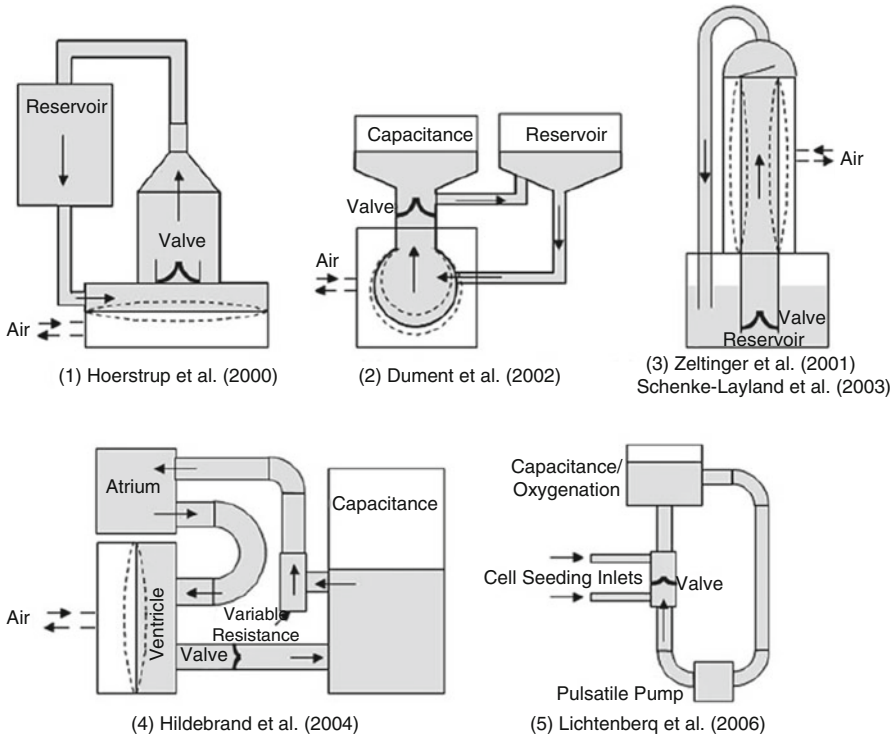 Reservoir
Valve
Air
(1) Hoerstrup et al. (2000)
Capacitance
Reservoir
Valve
Air
(2) Dument et al. (2002)
Air
Valve
Reservoir
(3) Zeltinger et al. (2001)
Schenke-Layland et al. (2003)
Atrium
Capacitance
Air
Ventricle
Variable
Resistance
Valve
(4) Hildebrand et al. (2004)
Capacitance/
Oxygenation
Cell Seeding Inlets
Valve
Pulsatile Pump
(5) Lichtenberq et al. (2006)